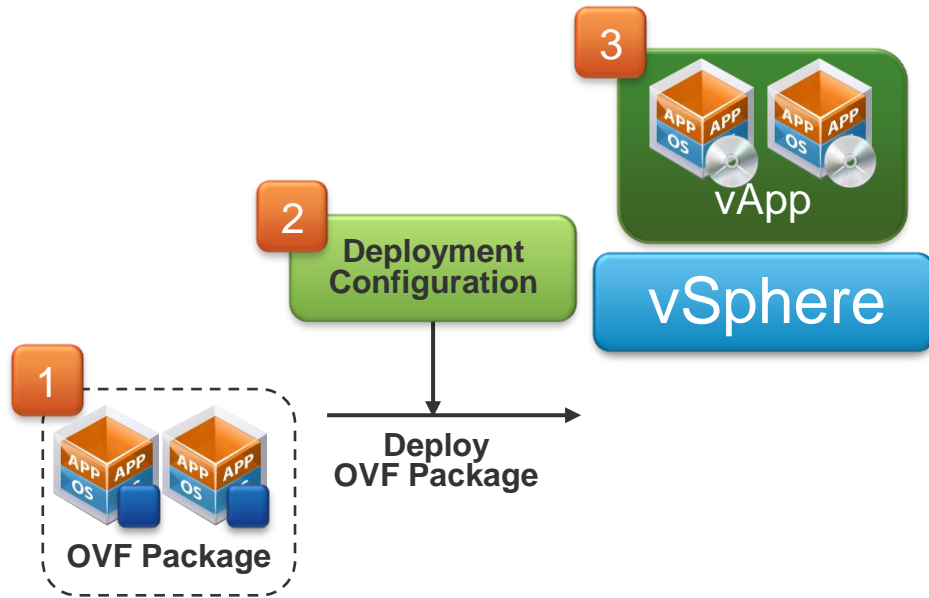 3
APP APP
OS
APP APP
OS
vApp
2
Deployment
Configuration
vSphere
1
APP APP
OS
APP APP
OS
Deploy
OVF Package
OVF Package